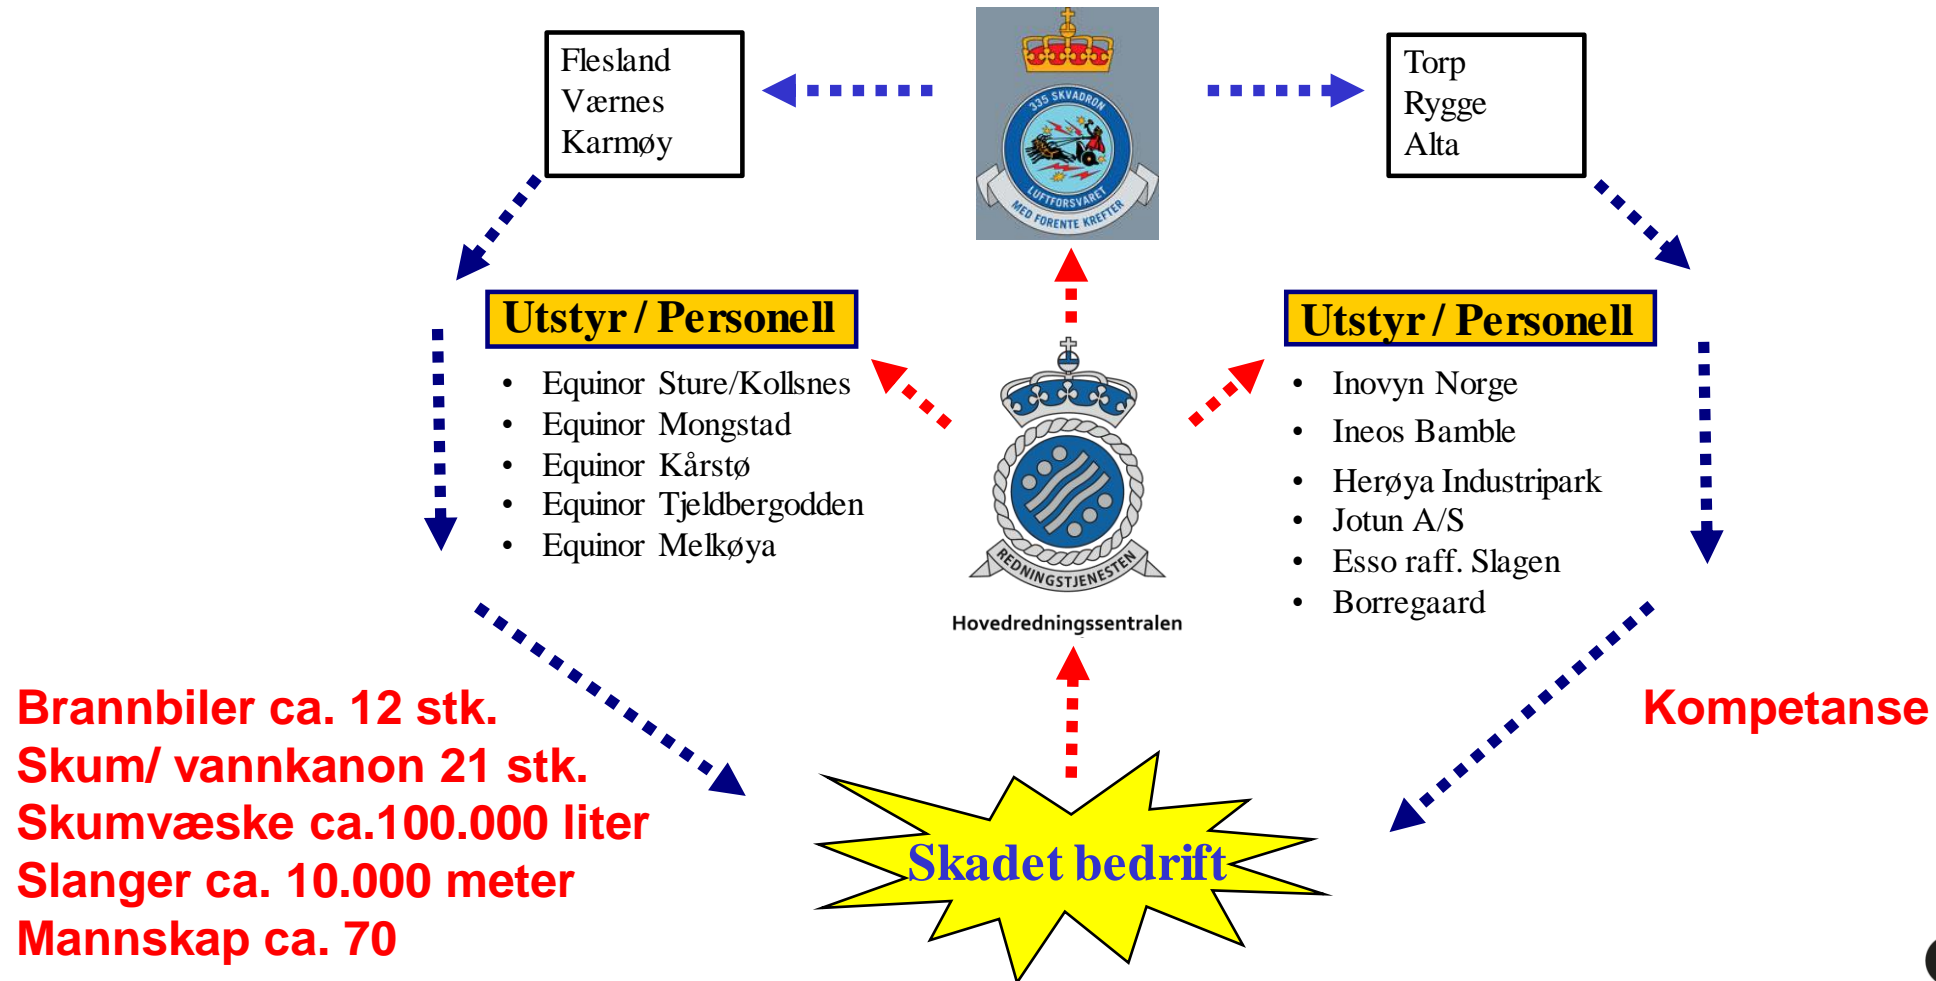 Flesland
Værnes
Karmøy
335 SKVADRON
LUFTFORSVARET
MED FORENTE KREFTER
Torp
Rygge
Alta
Utstyr / Personell
• Equinor Sture/Kollsnes
• Equinor Mongstad
• Equinor Kårstø
• Equinor Tjeldbergodden
• Equinor Melkøya
REDNINGSTJENESTEN
Hovedredningssentralen
Utstyr / Personell
• Inovyn Norge
• Ineos Bamble
• Herøya Industripark
• Jotun A/S
• Esso raff. Slagen
• Borregaard
Brannbiler ca. 12 stk.
Skum/ vannkanon 21 stk.
Skumvæske ca.100.000 liter
Slanger ca. 10.000 meter
Mannskap ca. 70
Kompetanse
Skadet bedrift